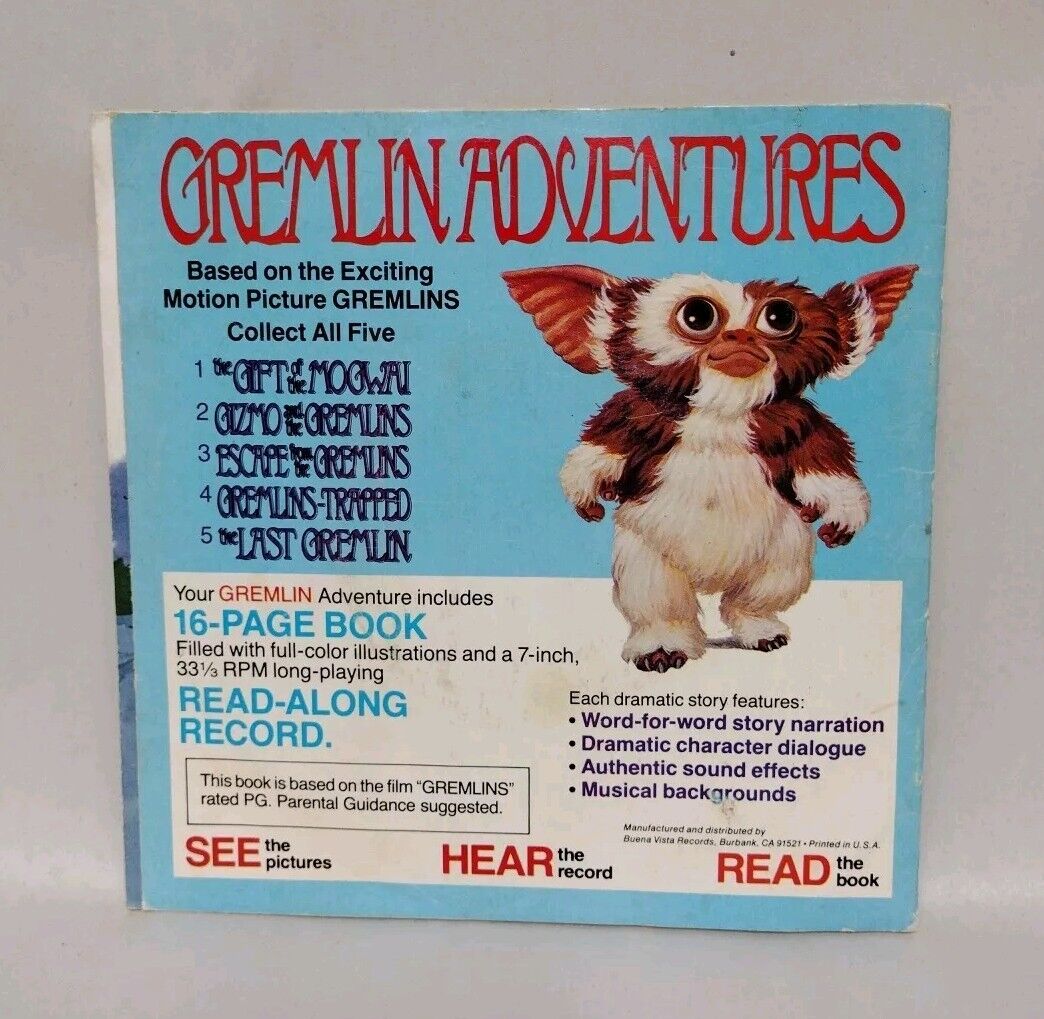 GREMLIN ADVENTURES
Based on the Exciting
Motion Picture GREMLINS
Collect All Five
1 the GIFT of the MOGWAI
2 GIZMO and the GREMLINS
3 ESCAPE from the GREMLINS
4 GREMLINS-TRAPPED
5 the LAST GREMLIN
Your GREMLIN Adventure includes
16-PAGE BOOK
Filled with full-color illustrations and a 7-inch,
33⅓ RPM long-playing
READ-ALONG
RECORD.
Each dramatic story features:
• Word-for-word story narration
• Dramatic character dialogue
• Authentic sound effects
• Musical backgrounds
This book is based on the film "GREMLINS"
rated PG. Parental Guidance suggested.
Manufactured and distributed by
Buena Vista Records, Burbank, CA 91521 • Printed in U.S.A.
SEE the pictures
HEAR the record
READ the book